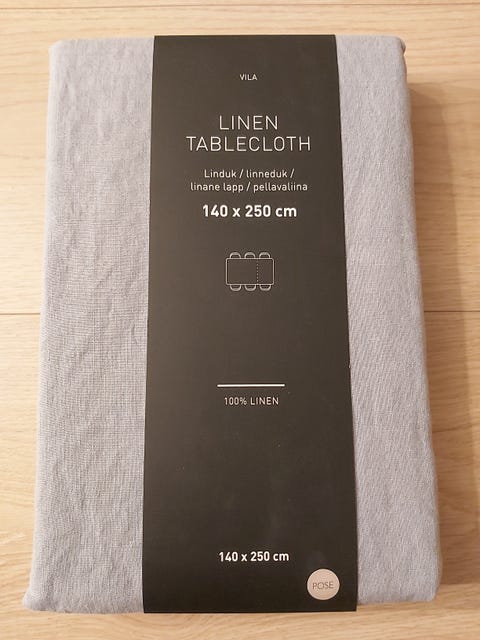 VILA
LINEN
TABLECLOTH
Linduk / linneduk /
linane lapp / pellavaliina
140 x 250 cm
100% LINEN
140 x 250 cm
POSE